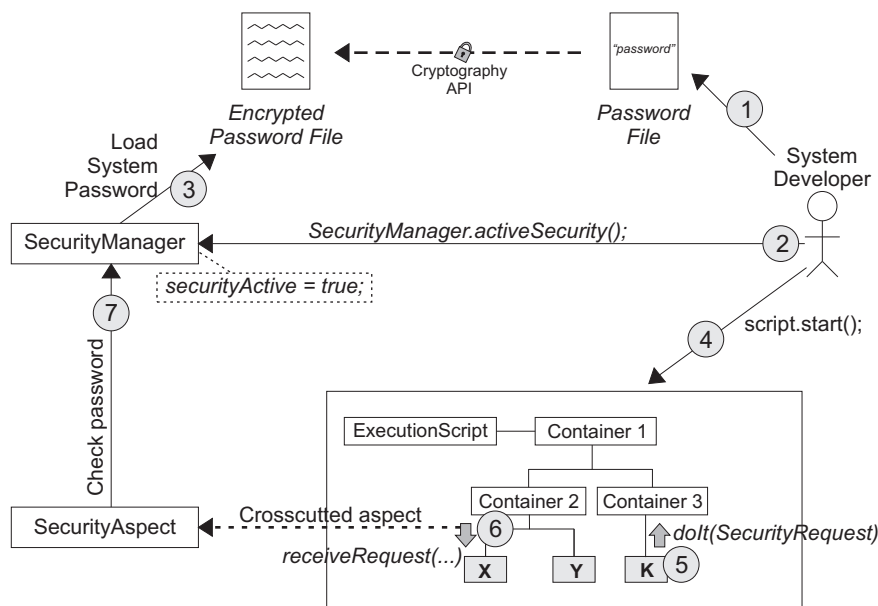 “password”
Cryptography
API
Encrypted
Password File
Password
File
1
Load
System
Password
3
System
Developer
SecurityManager
SecurityManager.activeSecurity();
2
securityActive = true;
7
4
script.start();
Check password
ExecutionScript
Container 1
Container 2
Container 3
SecurityAspect
Crosscutted aspect
6
doIt(SecurityRequest)
receiveRequest(...)
X
Y
K
5